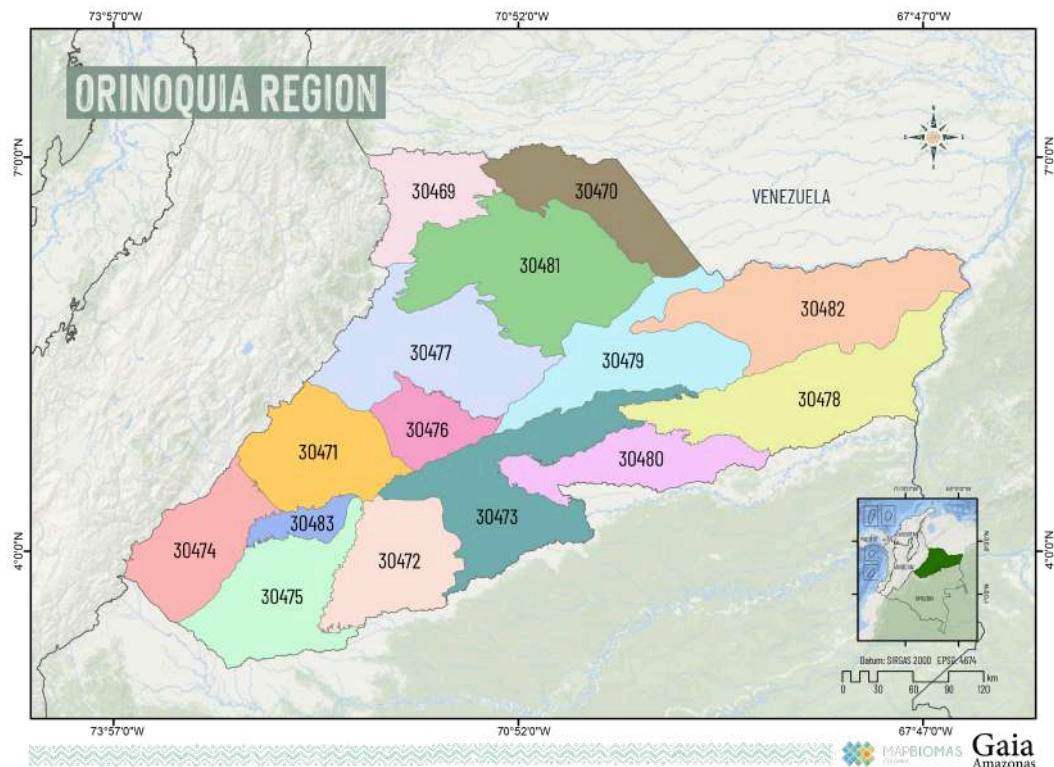 73°57'0"W
70°52'0"W
67°47'0"W
ORINOQUIA REGION
7°0'0"N
7°0'0"N
VENEZUELA
30469
30470
30481
30482
30477
30479
30478
30476
30471
30480
30473
30483
30474
30472
30475
4°0'0"N
4°0'0"N
Datum: SIRGAS 2000 EPSG: 4674
0 30 60 90 120 km
73°57'0"W
70°52'0"W
67°47'0"W
MAPBIOMAS
COLOMBIA
Gaia
Amazonas